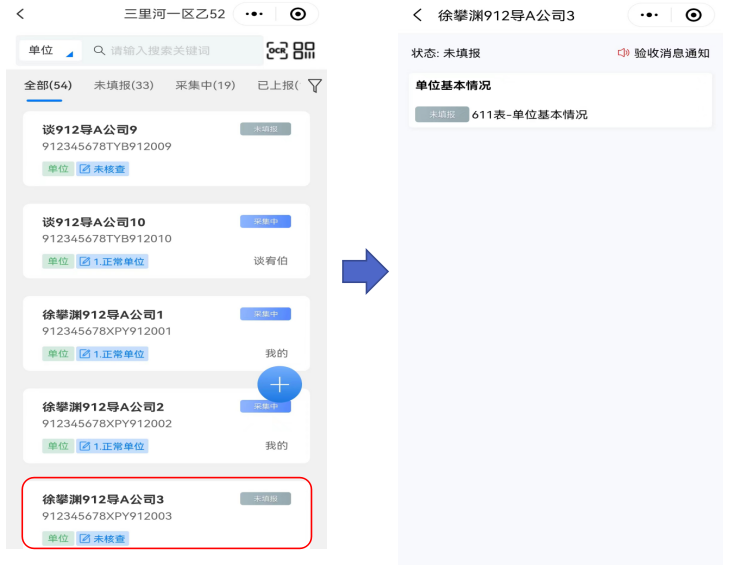 三里河一区乙52
单位 请输入搜索关键词 OCR
全部(54) 未填报(33) 采集中(19) 已上报(
谈912导A公司9 未填报
912345678TYB912009
单位 未核查
谈912导A公司10 采集中
912345678TYB912010
单位 1.正常单位 谈宥伯
徐攀渊912导A公司1 采集中
912345678XPY912001
单位 1.正常单位 我的
徐攀渊912导A公司2 采集中
912345678XPY912002
单位 1.正常单位 我的
徐攀渊912导A公司3 未填报
912345678XPY912003
单位 未核查
徐攀渊912导A公司3
状态: 未填报 验收消息通知
单位基本情况
未填报 611表-单位基本情况